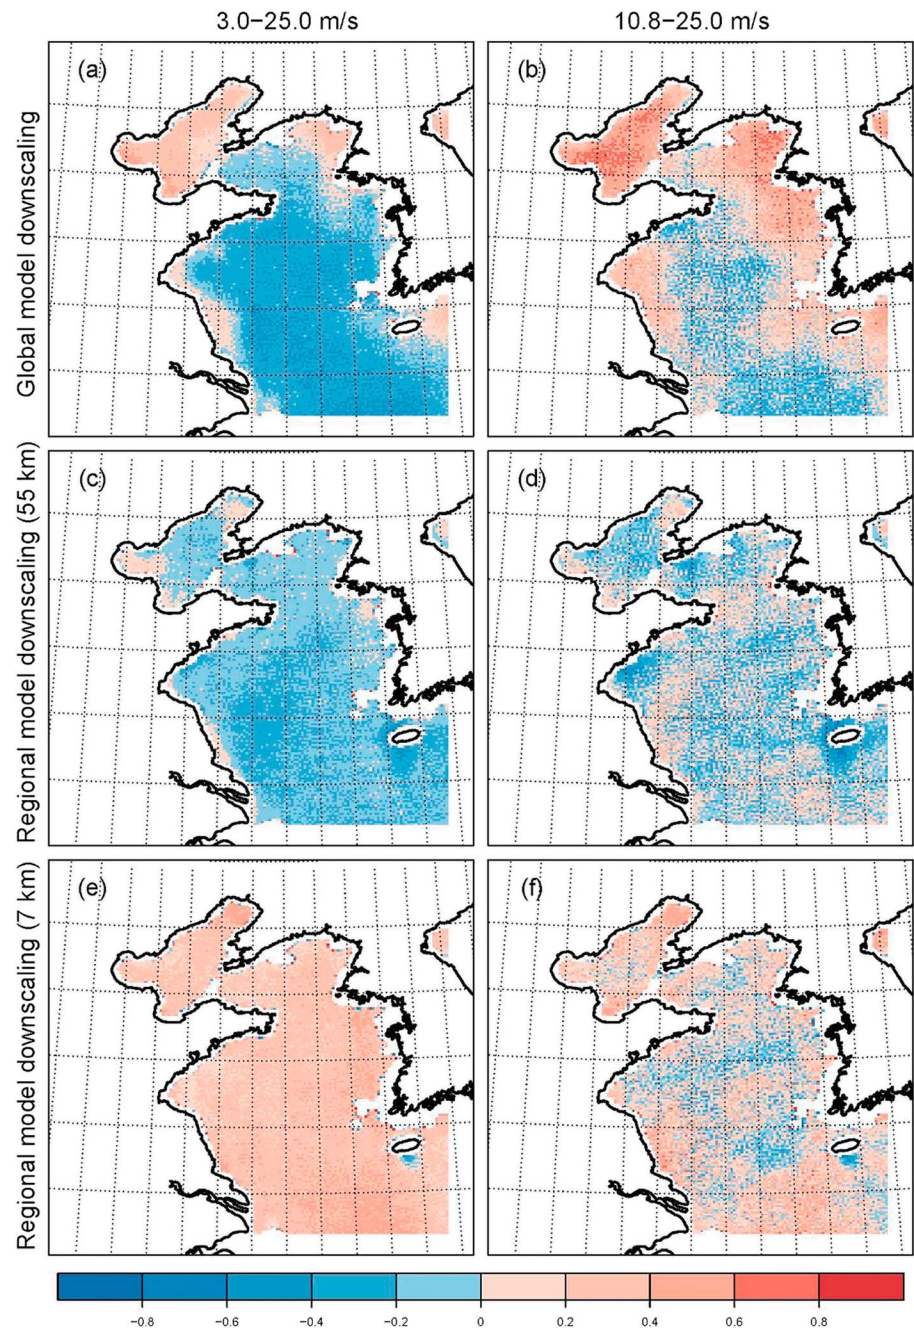 3.0−25.0 m/s
10.8−25.0 m/s
Global model downscaling
(a)
(b)
Regional model downscaling (55 km)
(c)
(d)
Regional model downscaling (7 km)
(e)
(f)
−0.8 −0.6 −0.4 −0.2 0 0.2 0.4 0.6 0.8